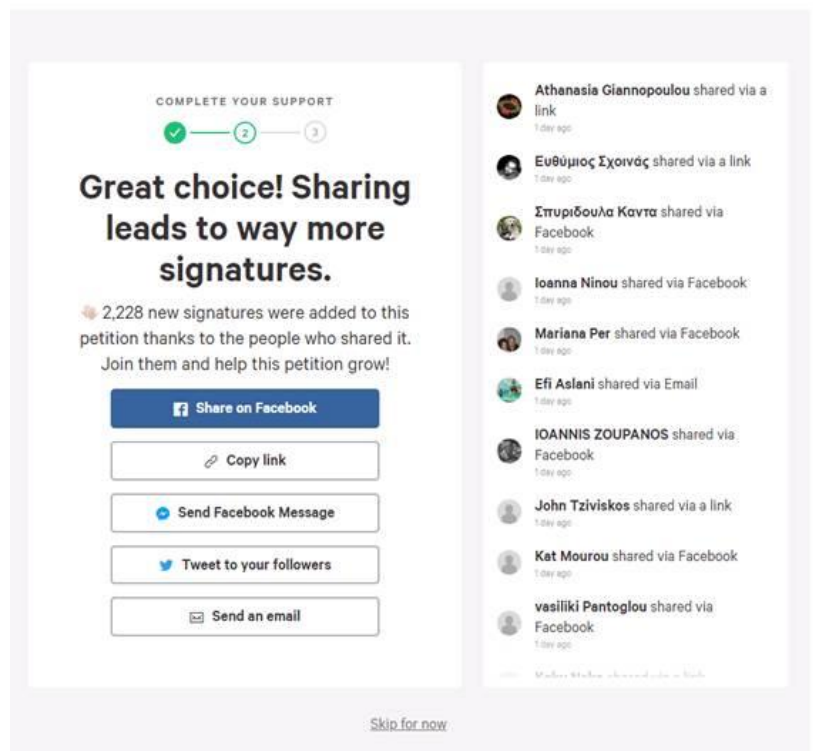 COMPLETE YOUR SUPPORT
2 3
Great choice! Sharing
leads to way more
signatures.
👋🏻 2,228 new signatures were added to this
petition thanks to the people who shared it.
Join them and help this petition grow!
Share on Facebook
Copy link
Send Facebook Message
Tweet to your followers
Send an email
Athanasia Giannopoulou shared via a
link
1 day ago
Ευθύμιος Σχοινάς shared via a link
1 day ago
Σπυριδουλα Καντα shared via
Facebook
1 day ago
Ioanna Ninou shared via Facebook
1 day ago
Mariana Per shared via Facebook
1 day ago
Efi Aslani shared via Email
1 day ago
IOANNIS ZOUPANOS shared via
Facebook
1 day ago
John Tziviskos shared via a link
1 day ago
Kat Mourou shared via Facebook
1 day ago
vasiliki Pantoglou shared via
Facebook
1 day ago
shared via a link
Skip for now